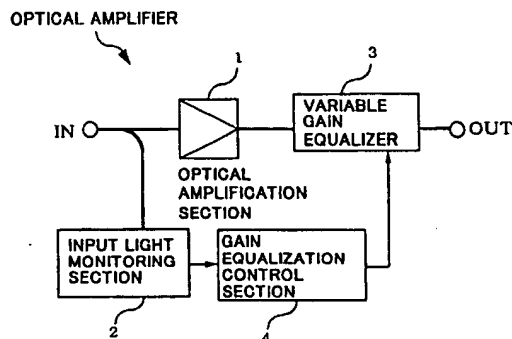 OPTICAL AMPLIFIER
1
3
VARIABLE
GAIN
EQUALIZER
IN
OUT
OPTICAL
AMPLIFICATION
SECTION
INPUT LIGHT
MONITORING
SECTION
GAIN
EQUALIZATION
CONTROL
SECTION
2
4